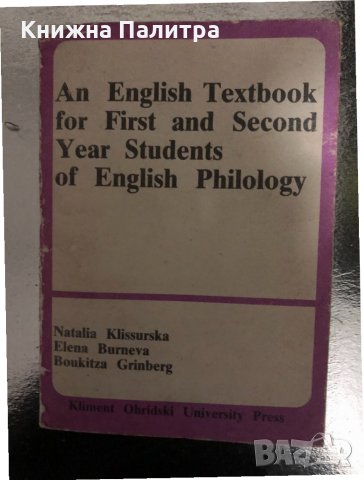 Книжна Палитра
An English Textbook
for First and Second
Year Students
of English Philology
Natalia Klissurska
Elena Burneva
Boukitza Grinberg
Kliment Ohridski University Press
BAZAR